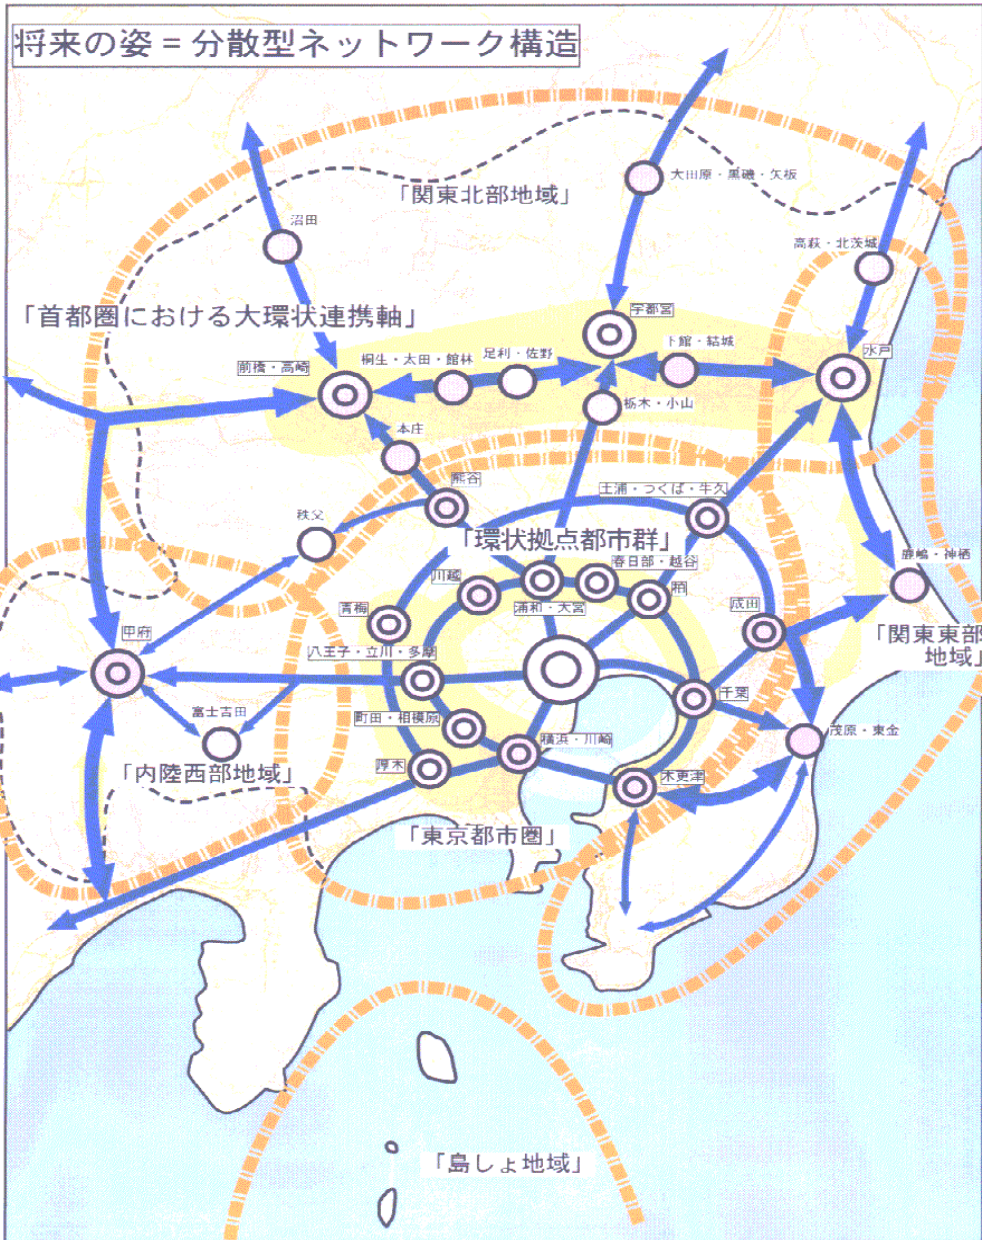 将来の姿 = 分散型ネットワーク構造
大田原・黒磯・矢板
「関東北部地域」
沼田
高萩・北茨城
「首都圏における大環状連携軸」
宇都宮
下館・結城
水戸
足利・佐野
桐生・太田・館林
前橋・高崎
栃木・小山
本庄
熊谷
土浦・つくば・牛久
秩父
「環状拠点都市群」
春日部・越谷
川越
浦和・大宮
柏
鹿嶋・神栖
青梅
成田
甲府
八王子・立川・多摩
「関東東部
地域」
千葉
富士吉田
町田・相模原
横浜・川崎
茂原・東金
厚木
「内陸西部地域」
木更津
「東京都市圏」
「島しょ地域」